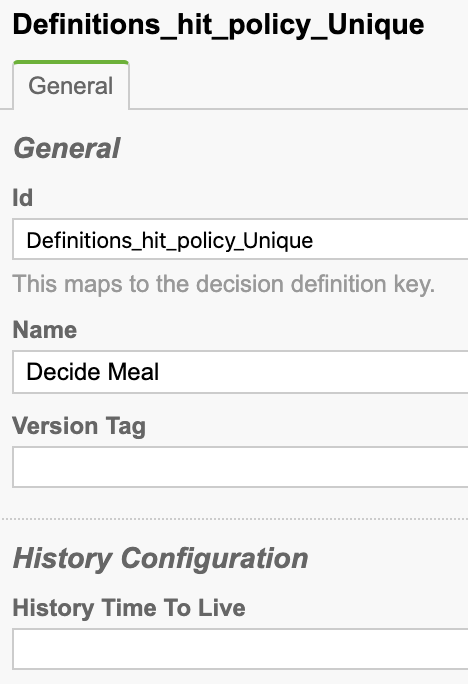 Definitions_hit_policy_Unique
General
General
Id
Definitions_hit_policy_Unique
This maps to the decision definition key.
Name
Decide Meal
Version Tag
History Configuration
History Time To Live